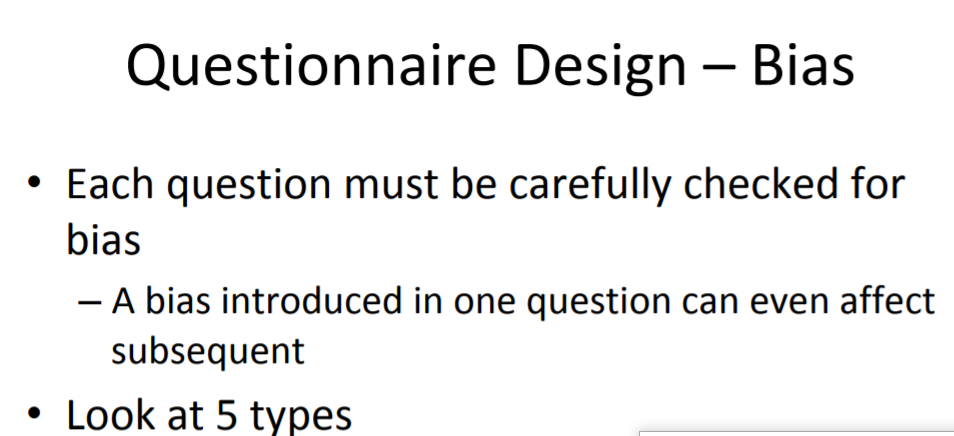 Questionnaire Design – Bias
• Each question must be carefully checked for
bias
– A bias introduced in one question can even affect
subsequent
• Look at 5 types